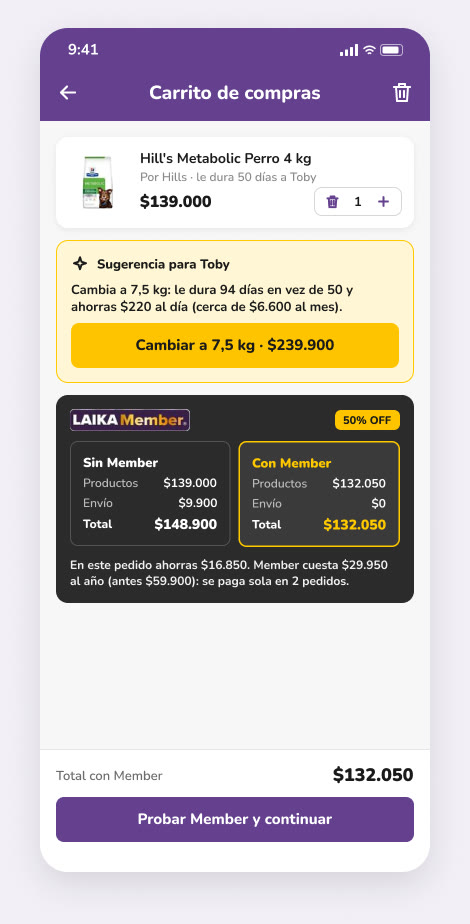 9:41
Carrito de compras
Hill's Metabolic Perro 4 kg
Por Hills · le dura 50 días a Toby
$139.000
1
Sugerencia para Toby
Cambia a 7,5 kg: le dura 94 días en vez de 50 y
ahorras $220 al día (cerca de $6.600 al mes).
Cambiar a 7,5 kg · $239.900
LAIKA Member.
50% OFF
Sin Member
Productos $139.000
Envío $9.900
Total $148.900
Con Member
Productos $132.050
Envío $0
Total $132.050
En este pedido ahorras $16.850. Member cuesta $29.950
al año (antes $59.900): se paga sola en 2 pedidos.
Total con Member $132.050
Probar Member y continuar